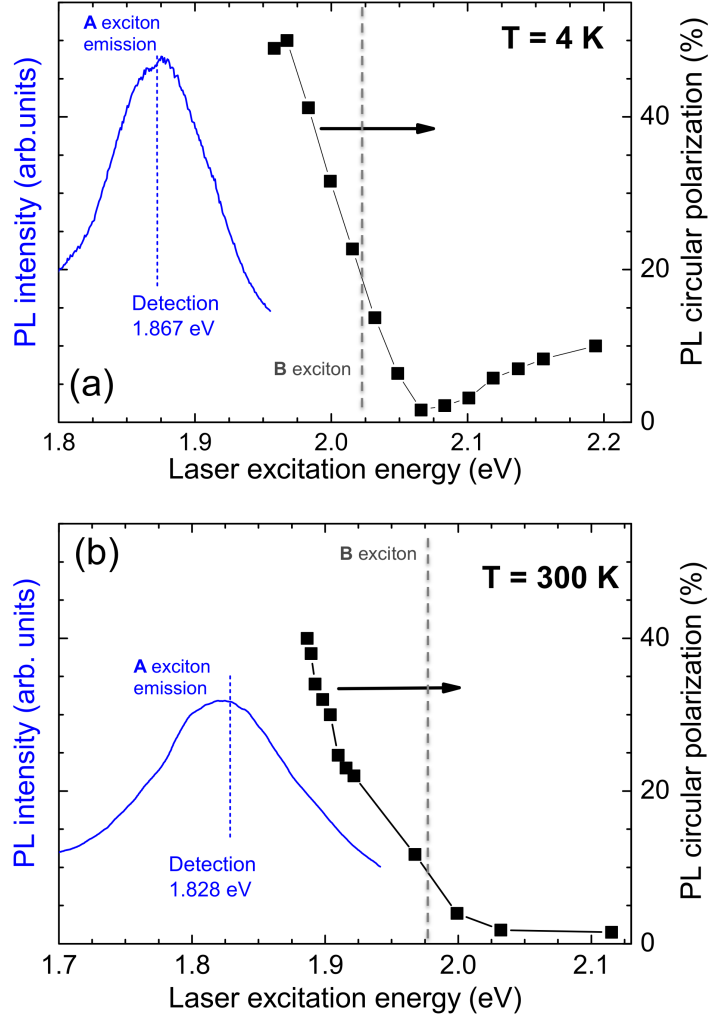 A exciton
emission
T = 4 K
PL intensity (arb.units)
PL circular polarization (%)
40
20
0
Detection
1.867 eV
B exciton
(a)
1.8 1.9 2.0 2.1 2.2
Laser excitation energy (eV)
(b)
B exciton
T = 300 K
PL intensity (arb. units)
PL circular polarization (%)
A exciton
emission
40
20
0
Detection
1.828 eV
1.7 1.8 1.9 2.0 2.1
Laser excitation energy (eV)